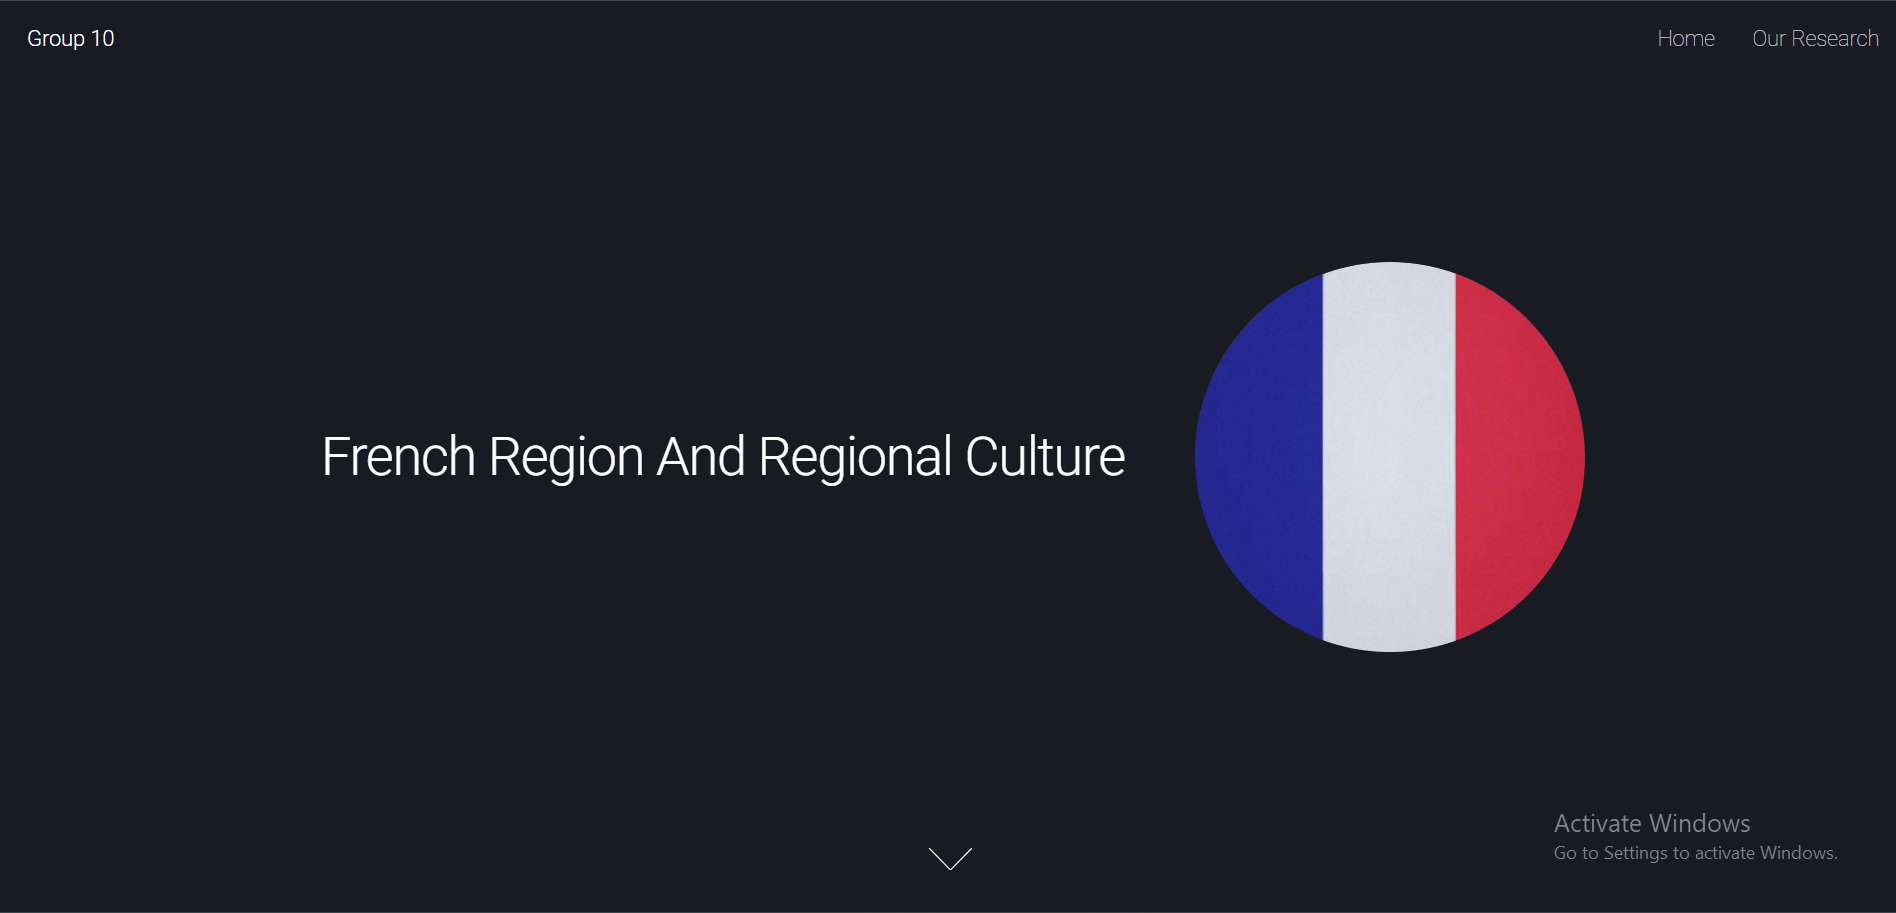 Group 10
Home
Our Research
French Region And Regional Culture
Activate Windows
Go to Settings to activate Windows.